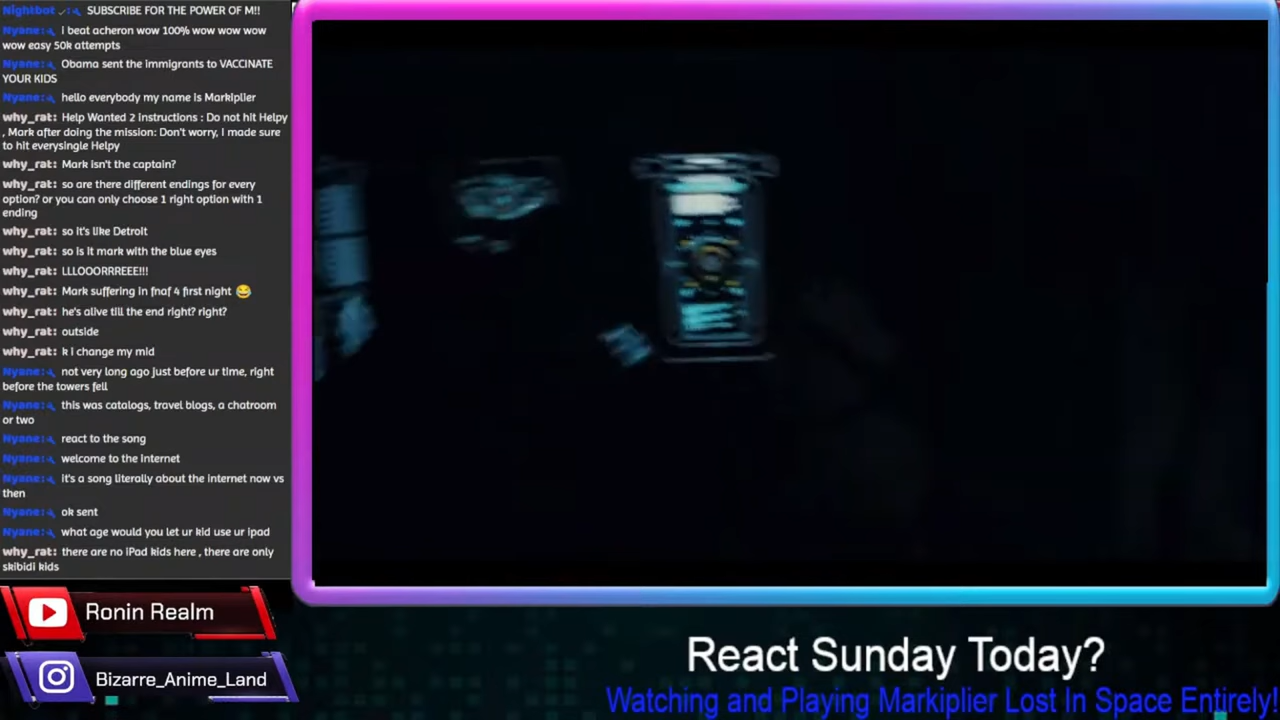 Nightbot: SUBSCRIBE FOR THE POWER OF M!!
Nyane: i beat acheron wow 100% wow wow wow
wow easy 50k attempts
Nyane: Obama sent the immigrants to VACCINATE
YOUR KIDS
Nyane: hello everybody my name is Markiplier
why_rat: Help Wanted 2 instructions : Do not hit Helpy
, Mark after doing the mission: Don't worry, I made sure
to hit everysingle Helpy
why_rat: Mark isn't the captain?
why_rat: so are there different endings for every
option? or you can only choose 1 right option with 1
ending
why_rat: so it's like Detroit
why_rat: so is it mark with the blue eyes
why_rat: LLLOOORRREEE!!!
why_rat: Mark suffering in fnaf 4 first night 😂
why_rat: he's alive till the end right? right?
why_rat: outside
why_rat: k i change my mid
Nyane: not very long ago just before ur time, right
before the towers fell
Nyane: this was catalogs, travel blogs, a chatroom
or two
Nyane: react to the song
Nyane: welcome to the internet
Nyane: it's a song literally about the internet now vs
then
Nyane: ok sent
Nyane: what age would you let ur kid use ur ipad
why_rat: there are no iPad kids here , there are only
skibidi kids
Ronin Realm
Bizarre_Anime_Land
React Sunday Today?
Watching and Playing Markiplier Lost In Space Entirely!